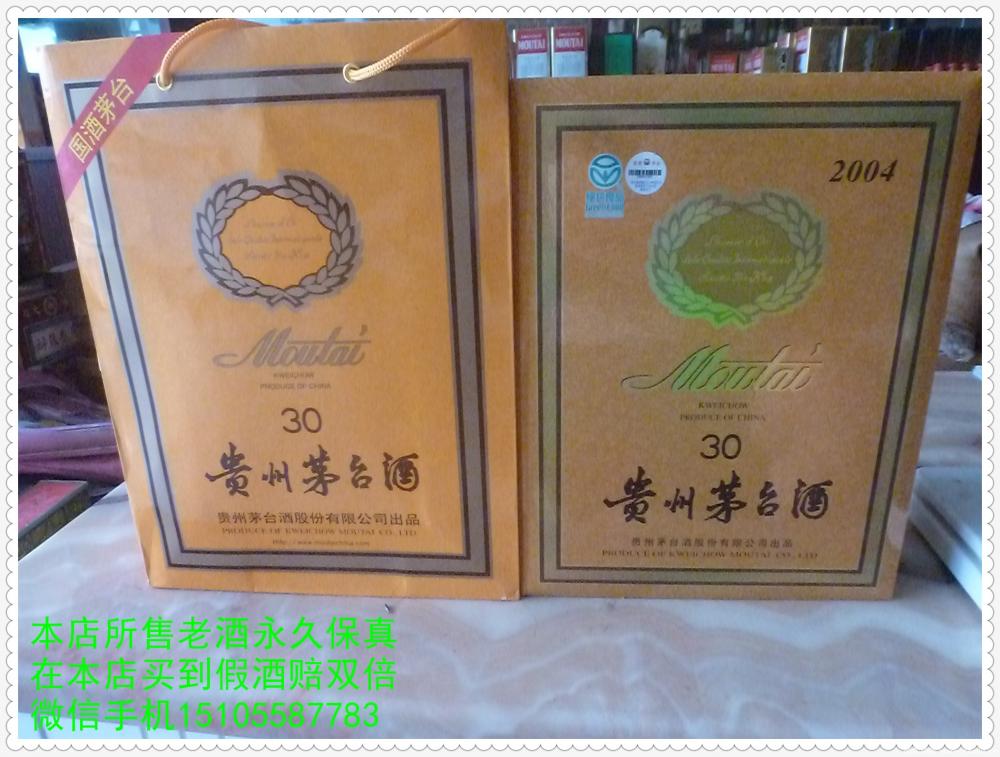 国酒茅台
Moutai
KWEICHOW
PRODUCE OF CHINA
30
贵州茅台酒
贵州茅台酒股份有限公司出品
PRODUCE OF KWEICHOW MOUTAI CO., LTD
MOUTAI
MOUTAI
2004
绿色食品
GreenFood
Moutai
KWEICHOW
PRODUCE OF CHINA
30
贵州茅台酒
贵州茅台酒股份有限公司出品
PRODUCE OF KWEICHOW MOUTAI CO., LTD
本店所售老酒永久保真
在本店买到假酒赔双倍
微信手机15105587783